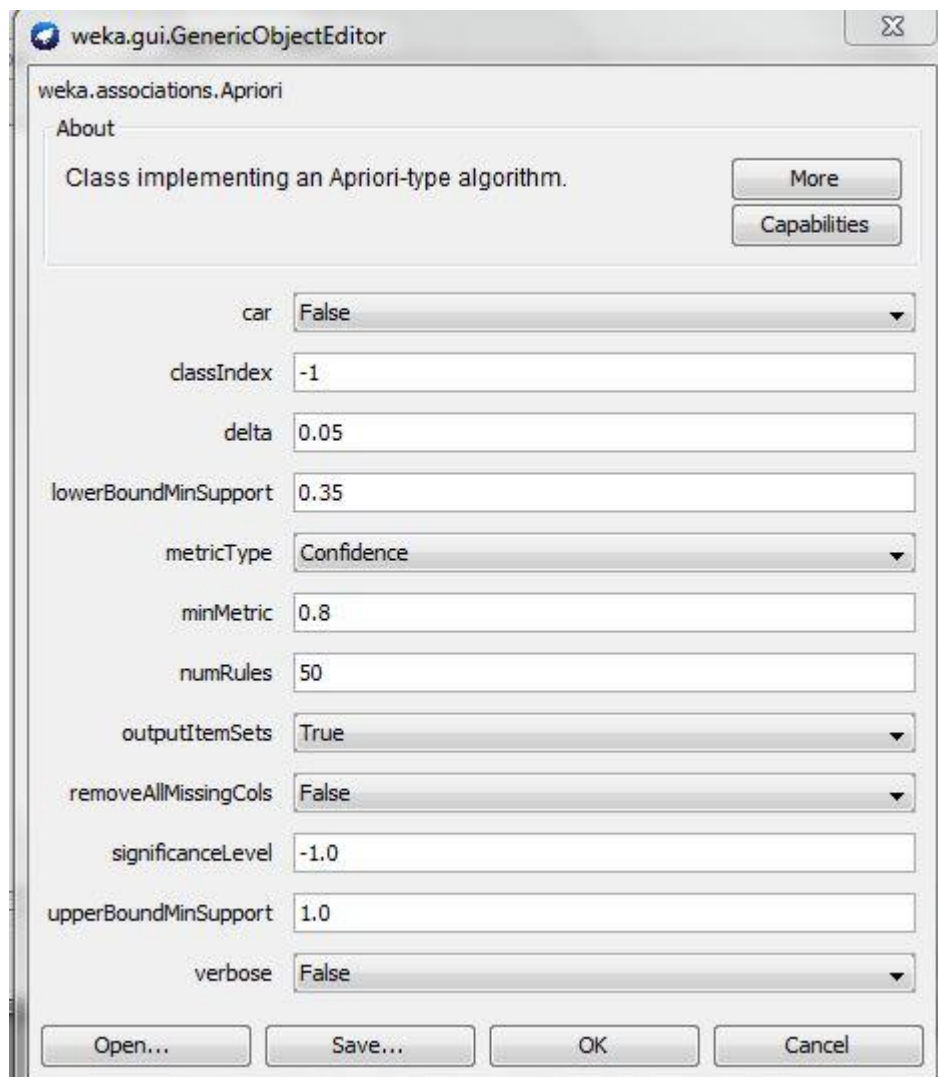 weka.gui.GenericObjectEditor
weka.associations.Apriori
About
Class implementing an Apriori-type algorithm.
More
Capabilities
car False
classIndex -1
delta 0.05
lowerBoundMinSupport 0.35
metricType Confidence
minMetric 0.8
numRules 50
outputItemSets True
removeAllMissingCols False
significanceLevel -1.0
upperBoundMinSupport 1.0
verbose False
Open... Save... OK Cancel